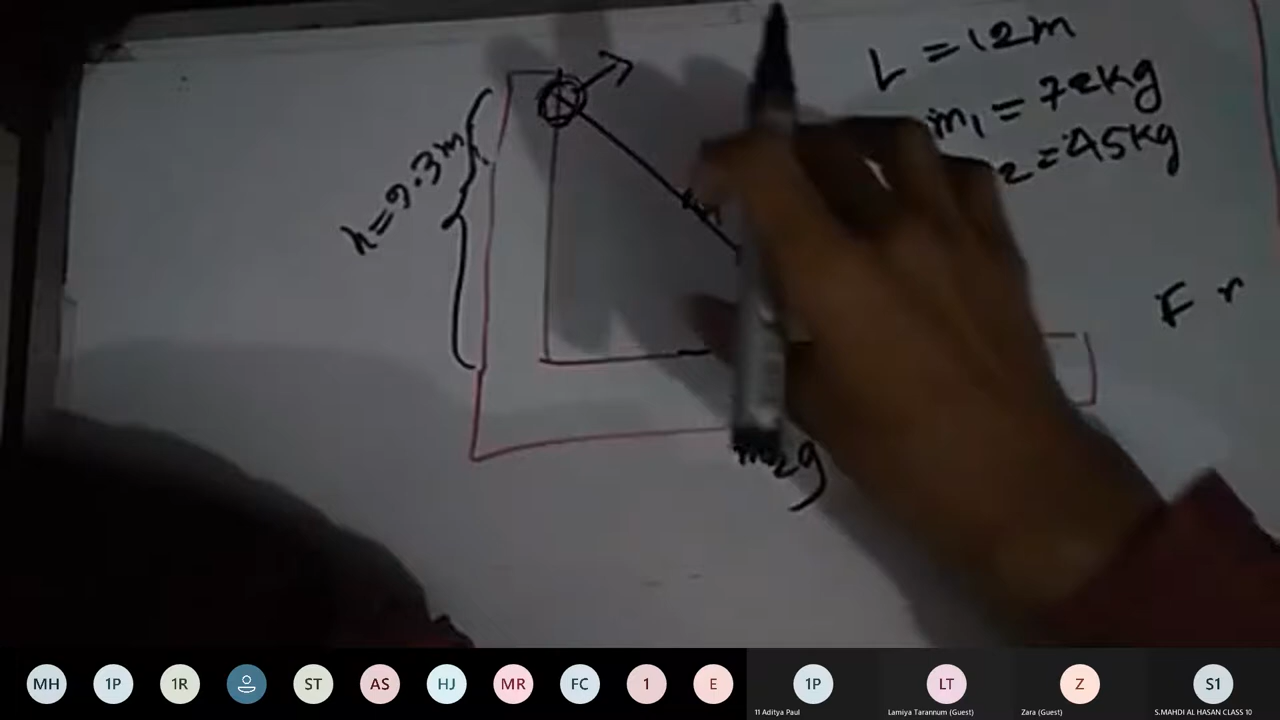 L = 12m
m1 = 72kg
2 = 45kg
h = 9.3m
F r
m2g
MH
1P
1R
ST
AS
HJ
MR
FC
1
E
1P
LT
Z
S1
11 Aditya Paul
Lamiya Tarannum (Guest)
Zara (Guest)
S.MAHDI AL HASAN CLASS 10